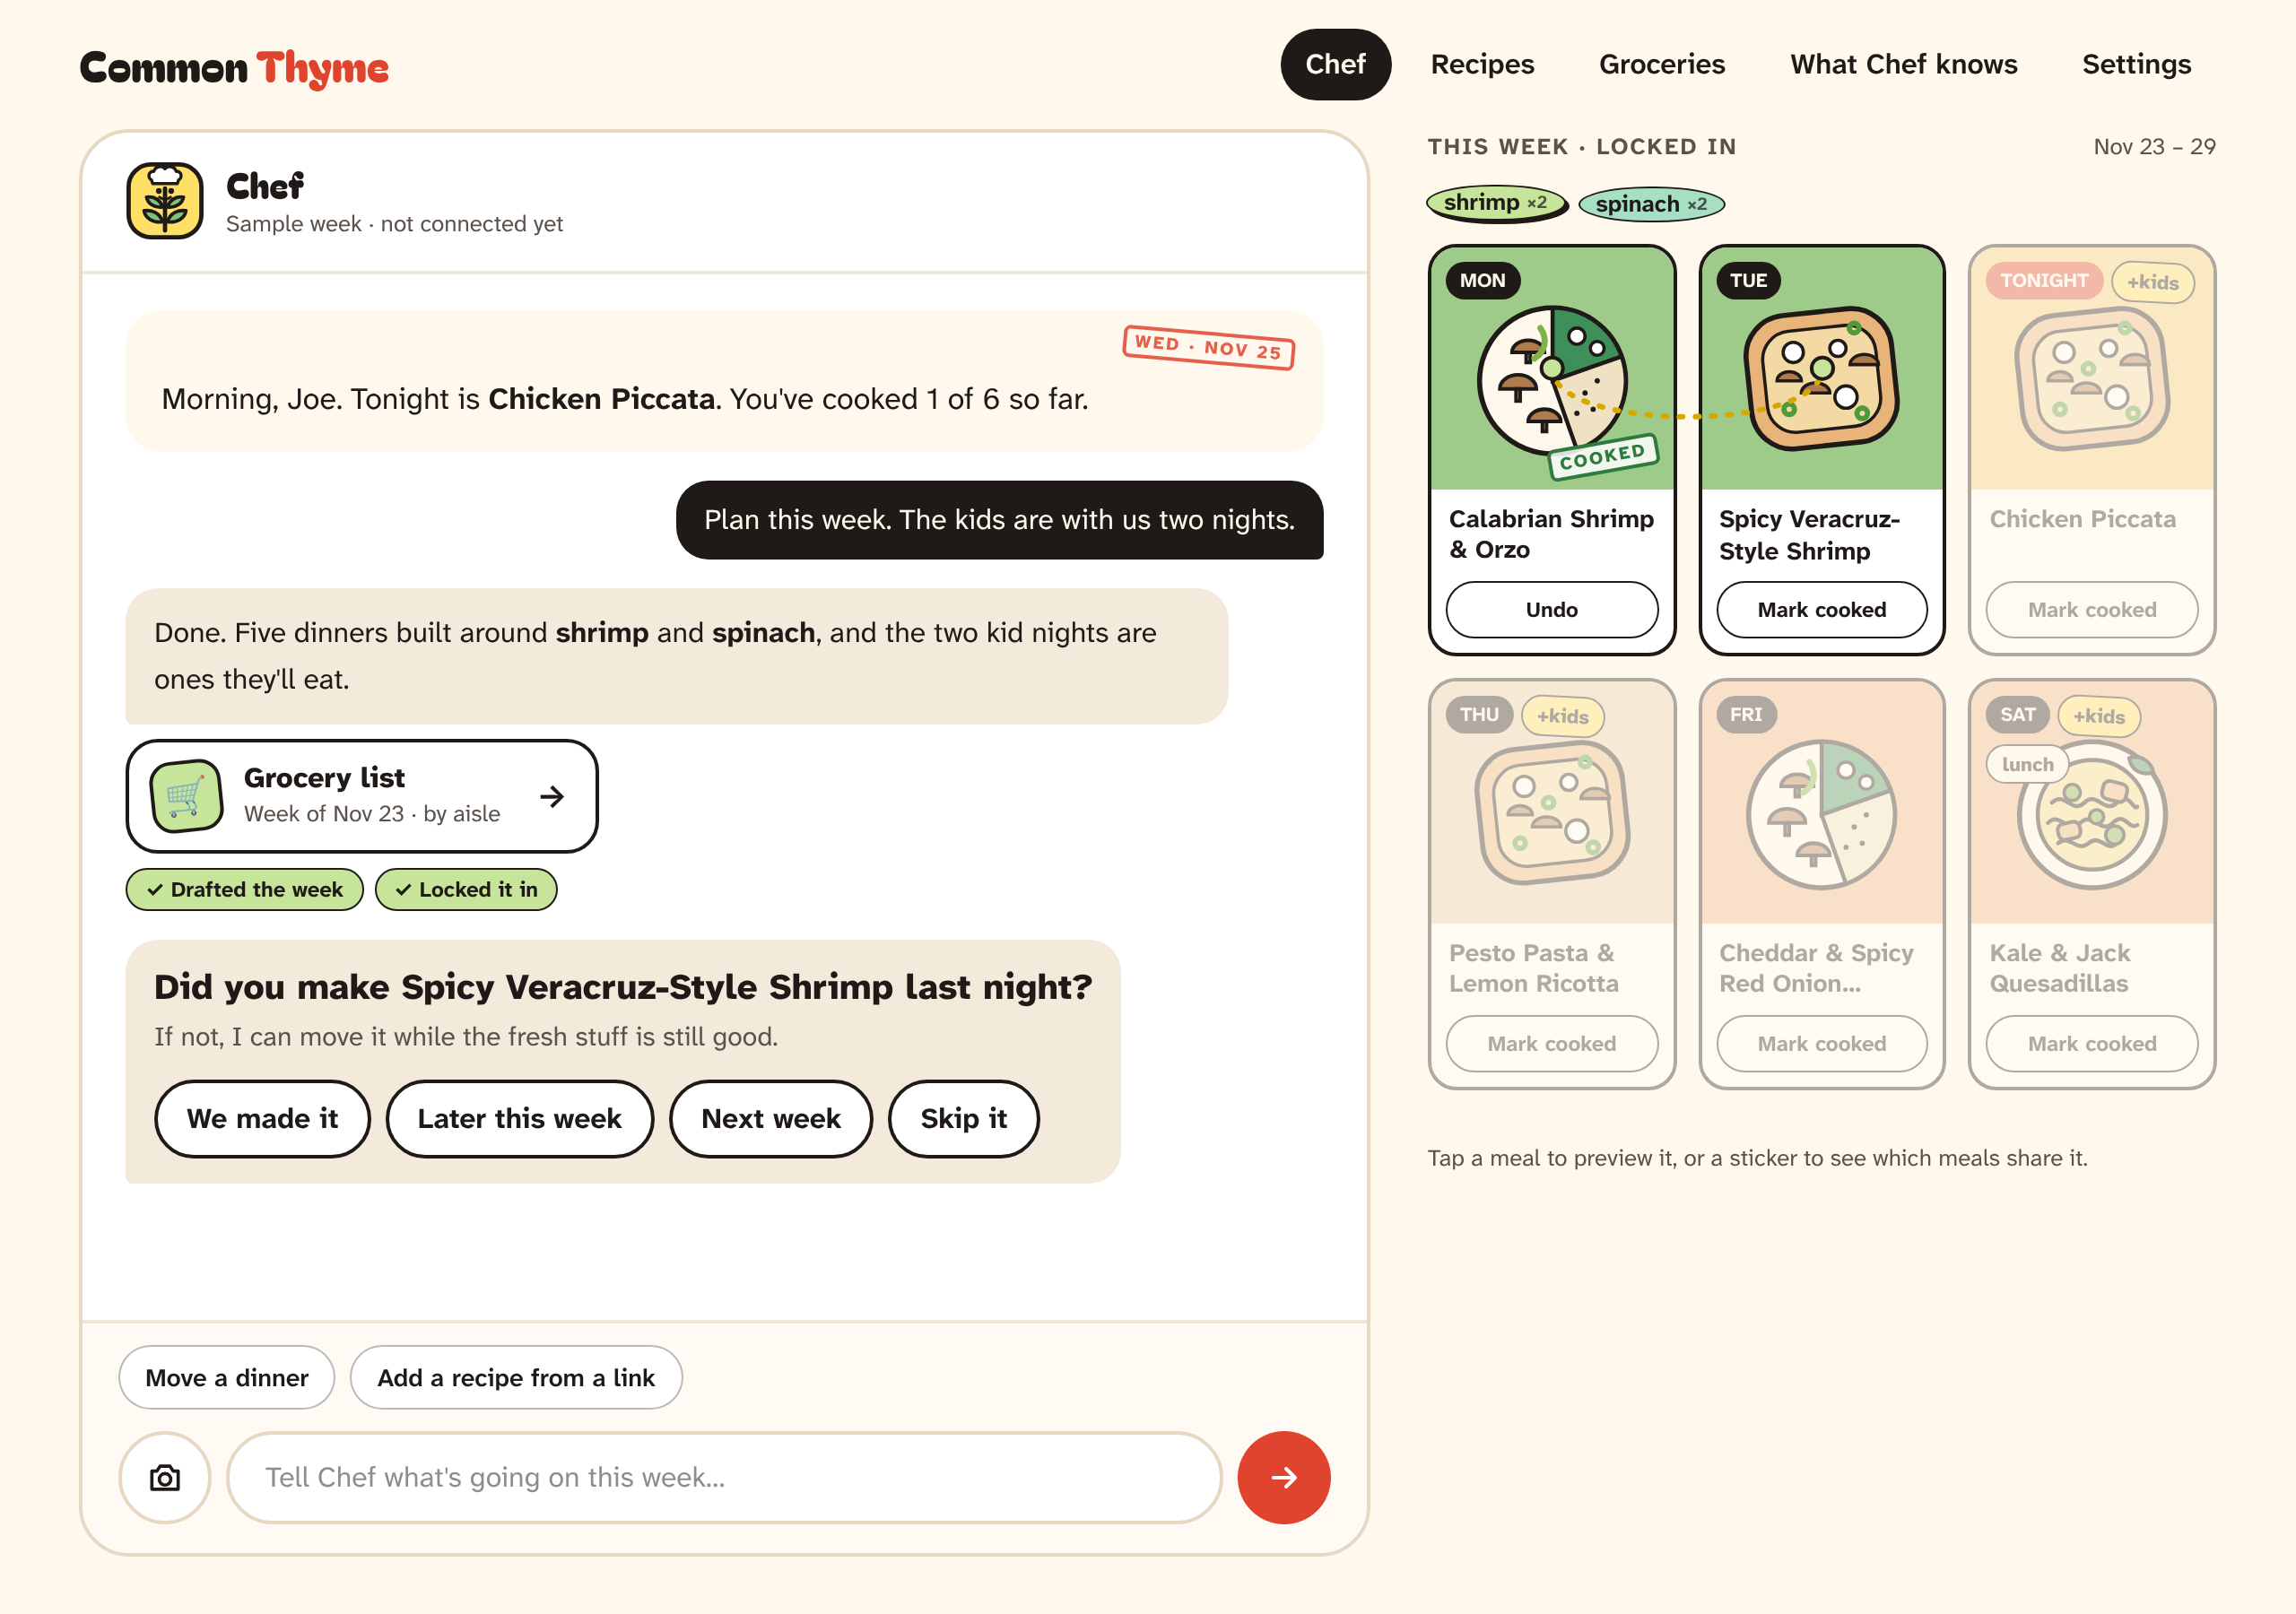 Common Thyme
Chef
Recipes
Groceries
What Chef knows
Settings
Chef
Sample week · not connected yet
WED · NOV 25
Morning, Joe. Tonight is Chicken Piccata. You've cooked 1 of 6 so far.
Plan this week. The kids are with us two nights.
Done. Five dinners built around shrimp and spinach, and the two kid nights are
ones they'll eat.
Grocery list
Week of Nov 23 · by aisle
→
✓ Drafted the week
✓ Locked it in
Did you make Spicy Veracruz-Style Shrimp last night?
If not, I can move it while the fresh stuff is still good.
We made it
Later this week
Next week
Skip it
Move a dinner
Add a recipe from a link
Tell Chef what's going on this week...
THIS WEEK · LOCKED IN
Nov 23 – 29
shrimp ×2
spinach ×2
MON
COOKED
Calabrian Shrimp
& Orzo
Undo
TUE
Spicy Veracruz-
Style Shrimp
Mark cooked
TONIGHT
+kids
Chicken Piccata
Mark cooked
THU
+kids
Pesto Pasta &
Lemon Ricotta
Mark cooked
FRI
Cheddar & Spicy
Red Onion...
Mark cooked
SAT
+kids
lunch
Kale & Jack
Quesadillas
Mark cooked
Tap a meal to preview it, or a sticker to see which meals share it.